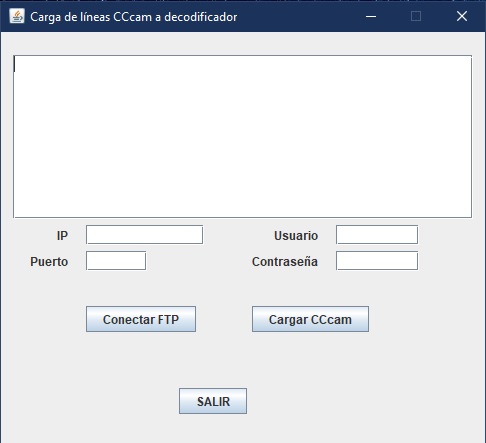 Carga de líneas CCcam a decodificador
IP
Usuario
Puerto
Contraseña
Conectar FTP
Cargar CCcam
SALIR